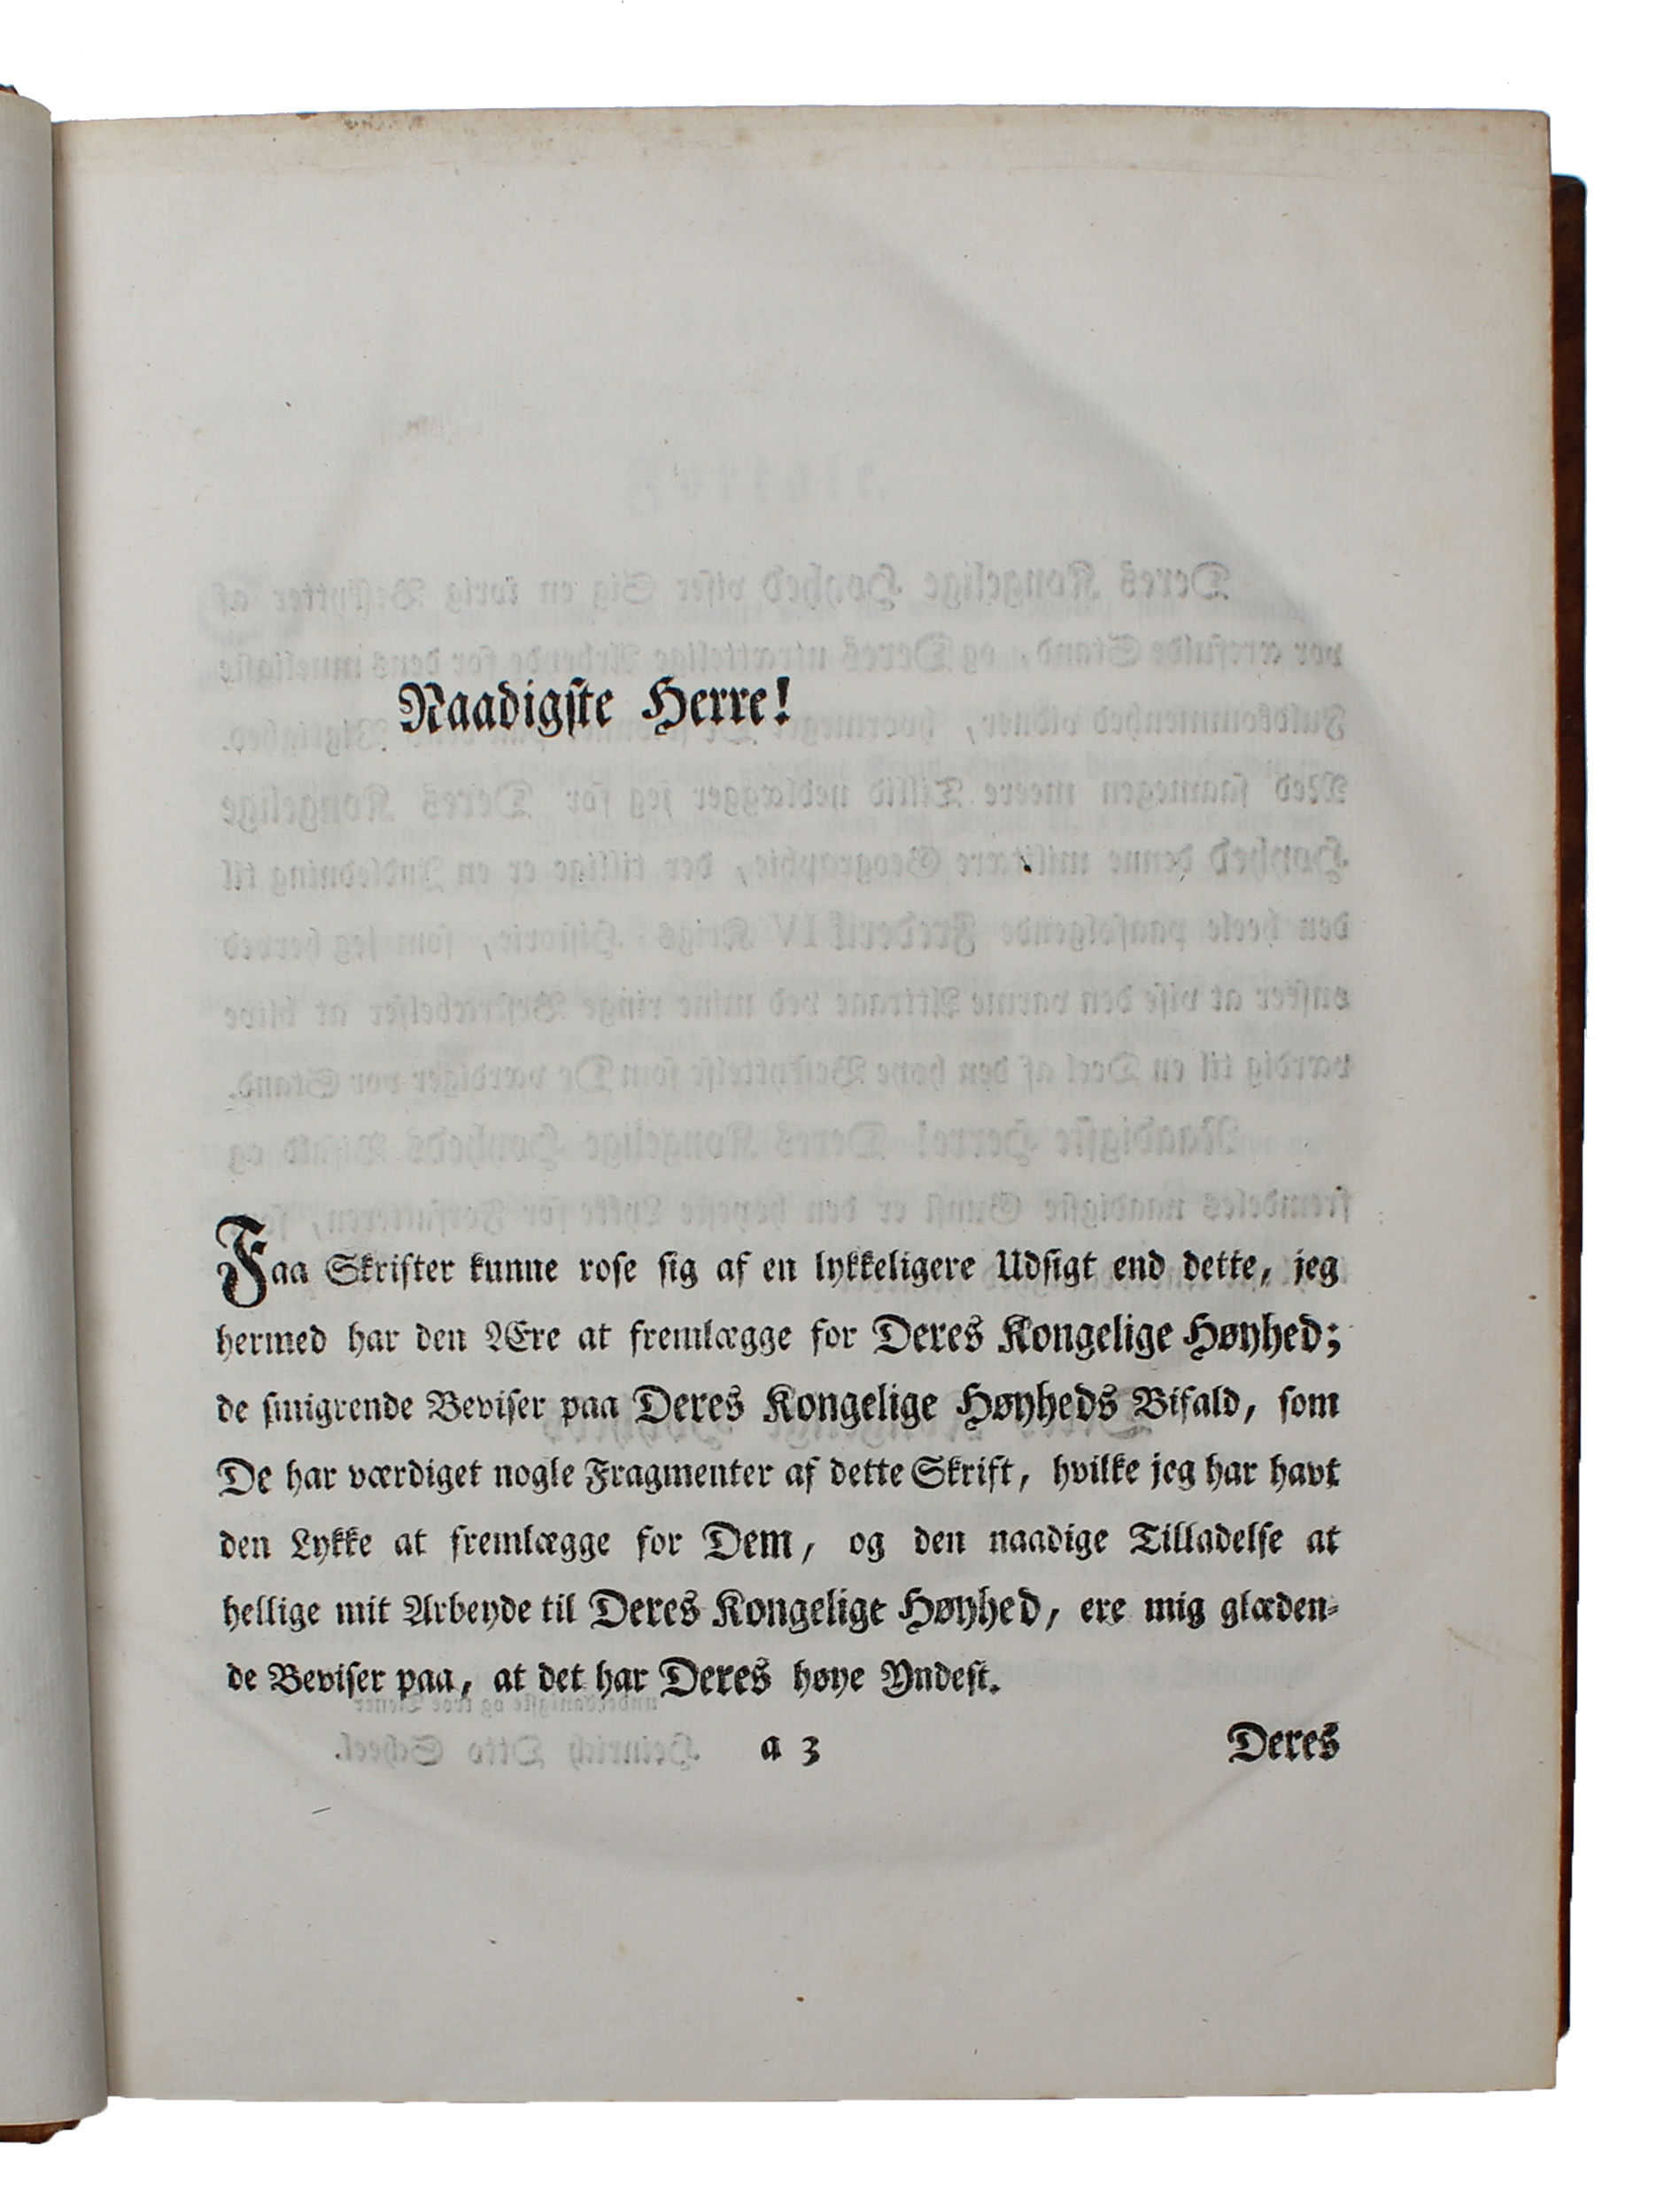 Naadigste Herre!
Faa Skrifter kunne rose sig af en lykkeligere Udsigt end dette, jeg
hermed har den Ære at fremlægge for Deres Kongelige Høyhed;
de smigrende Beviser paa Deres Kongelige Høyheds Bifald, som
De har værdiget nogle Fragmenter af dette Skrift, hvilke jeg har havt
den Lykke at fremlægge for Dem, og den naadige Tilladelse at
hellige mit Arbeyde til Deres Kongelige Høyhed, ere mig glæden-
de Beviser paa, at det har Deres høye Yndest.
a 3 Deres